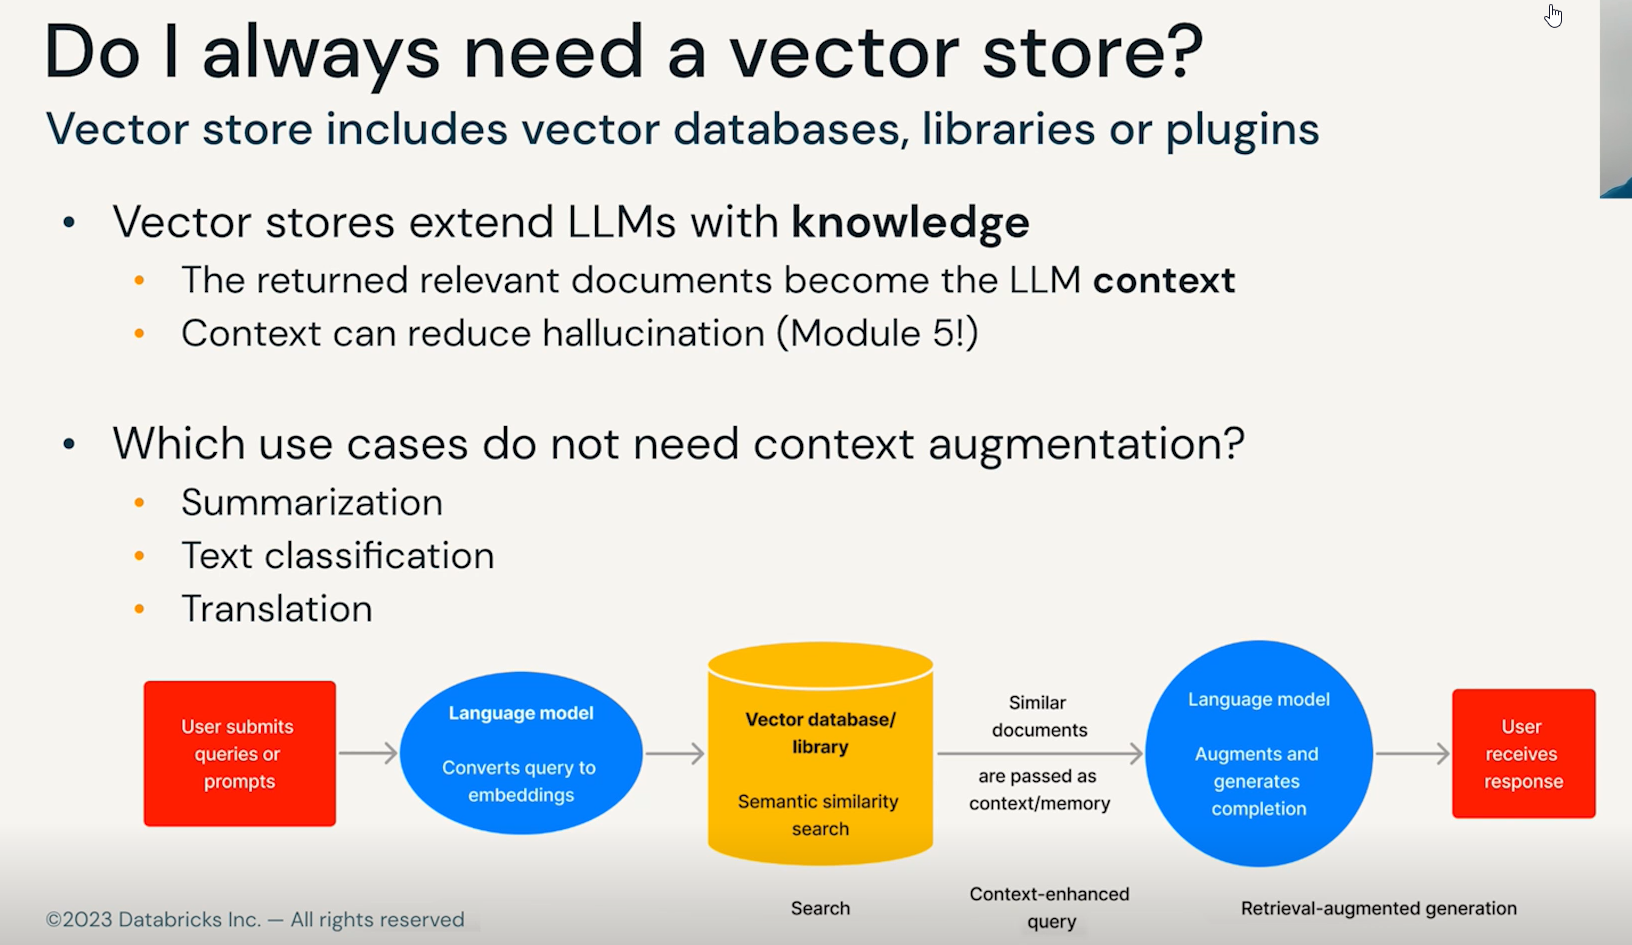 Do I always need a vector store?
Vector store includes vector databases, libraries or plugins
• Vector stores extend LLMs with knowledge
• The returned relevant documents become the LLM context
• Context can reduce hallucination (Module 5!)
• Which use cases do not need context augmentation?
• Summarization
• Text classification
• Translation
User submits
queries or
prompts
Language model
Converts query to
embeddings
Vector database/
library
Semantic similarity
search
Similar
documents
are passed as
context/memory
Language model
Augments and
generates
completion
User
receives
response
Search
Context-enhanced
query
Retrieval-augmented generation
©2023 Databricks Inc. — All rights reserved